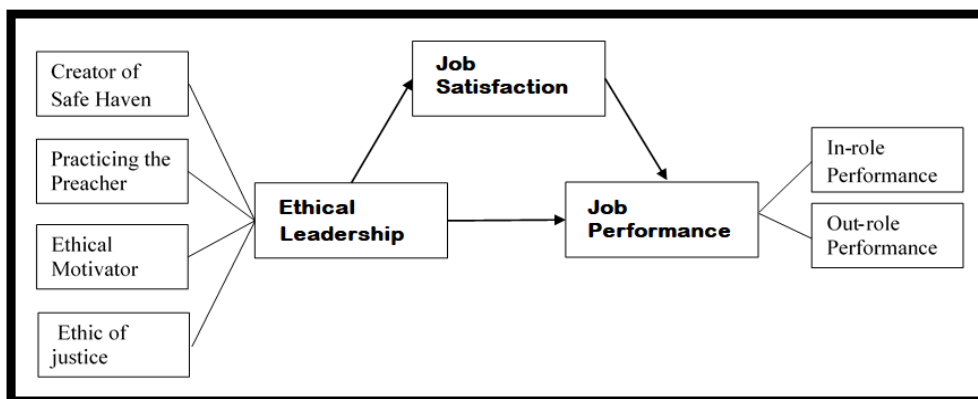 Creator of
Safe Haven
Practicing the
Preacher
Ethical
Motivator
Ethic of
justice
Ethical
Leadership
Job
Satisfaction
Job
Performance
In-role
Performance
Out-role
Performance